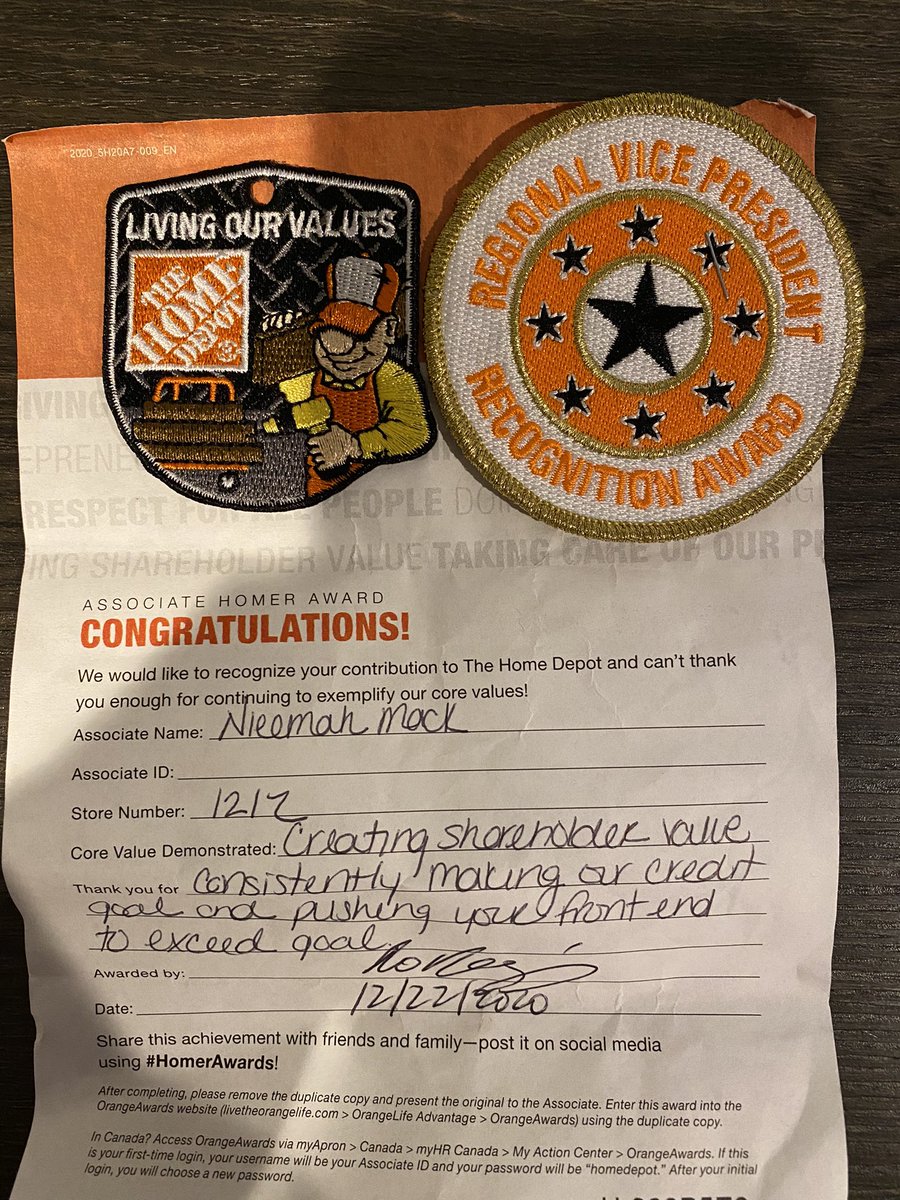 2020_SH20A7-009_EN
LIVING OUR VALUES
THE
HOME
DEPOT
REGIONAL VICE PRESIDENT
RECOGNITION AWARD
RESPECT FOR ALL PEOPLE
SHAREHOLDER VALUE TAKING CARE OF OUR
ASSOCIATE HOMER AWARD
CONGRATULATIONS!
We would like to recognize your contribution to The Home Depot and can't thank
you enough for continuing to exemplify our core values!
Associate Name: Nieemah Mack
Associate ID:
Store Number: 1217
Core Value Demonstrated: Creating shareholder value
Thank you for consistently making our credit
goal and pushing your front end
to exceed goal.
Awarded by:
Date: 12/22/2020
Share this achievement with friends and family—post it on social media
using #HomerAwards!
After completing, please remove the duplicate copy and present the original to the Associate. Enter this award into the
OrangeAwards website (livetheorangelife.com > OrangeLife Advantage > OrangeAwards) using the duplicate copy.
In Canada? Access OrangeAwards via myApron > Canada > myHR Canada > My Action Center > OrangeAwards. If this
is your first-time login, your username will be your Associate ID and your password will be "homedepot." After your initial
login, you will choose a new password.